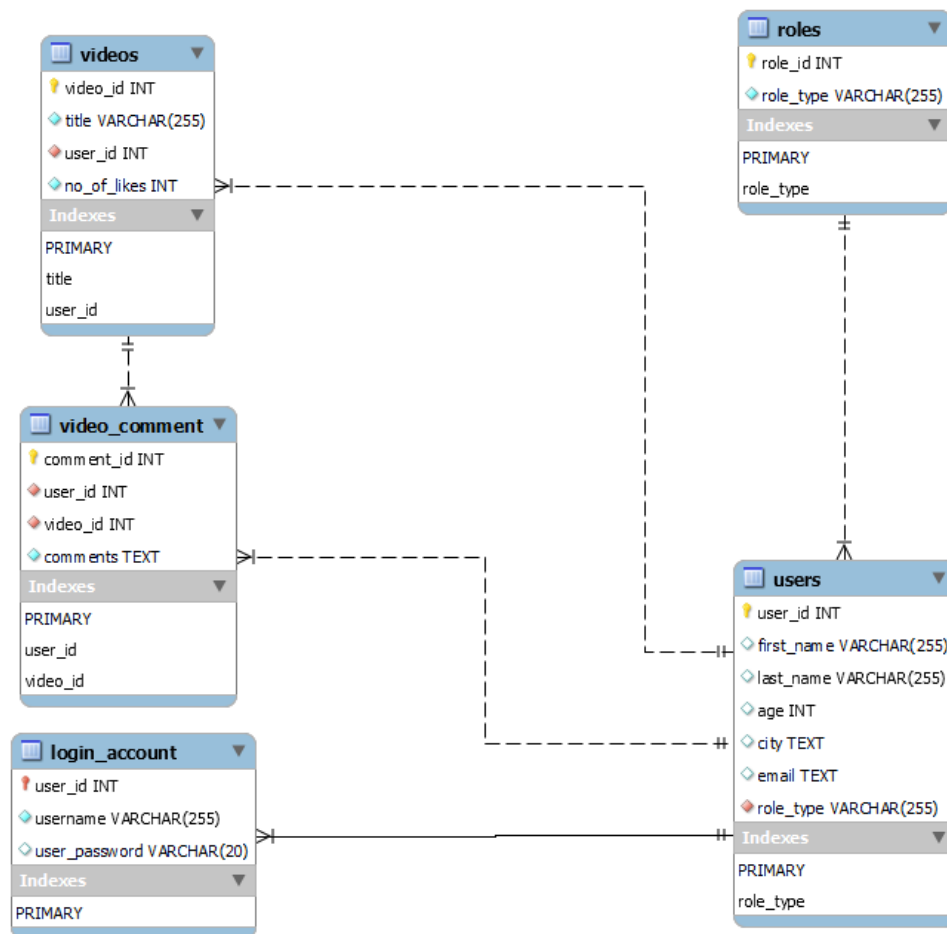 videos
video_id INT
title VARCHAR(255)
user_id INT
no_of_likes INT
Indexes
PRIMARY
title
user_id
roles
role_id INT
role_type VARCHAR(255)
Indexes
PRIMARY
role_type
video_comment
comment_id INT
user_id INT
video_id INT
comments TEXT
Indexes
PRIMARY
user_id
video_id
users
user_id INT
first_name VARCHAR(255)
last_name VARCHAR(255)
age INT
city TEXT
email TEXT
role_type VARCHAR(255)
Indexes
PRIMARY
role_type
login_account
user_id INT
username VARCHAR(255)
user_password VARCHAR(20)
Indexes
PRIMARY